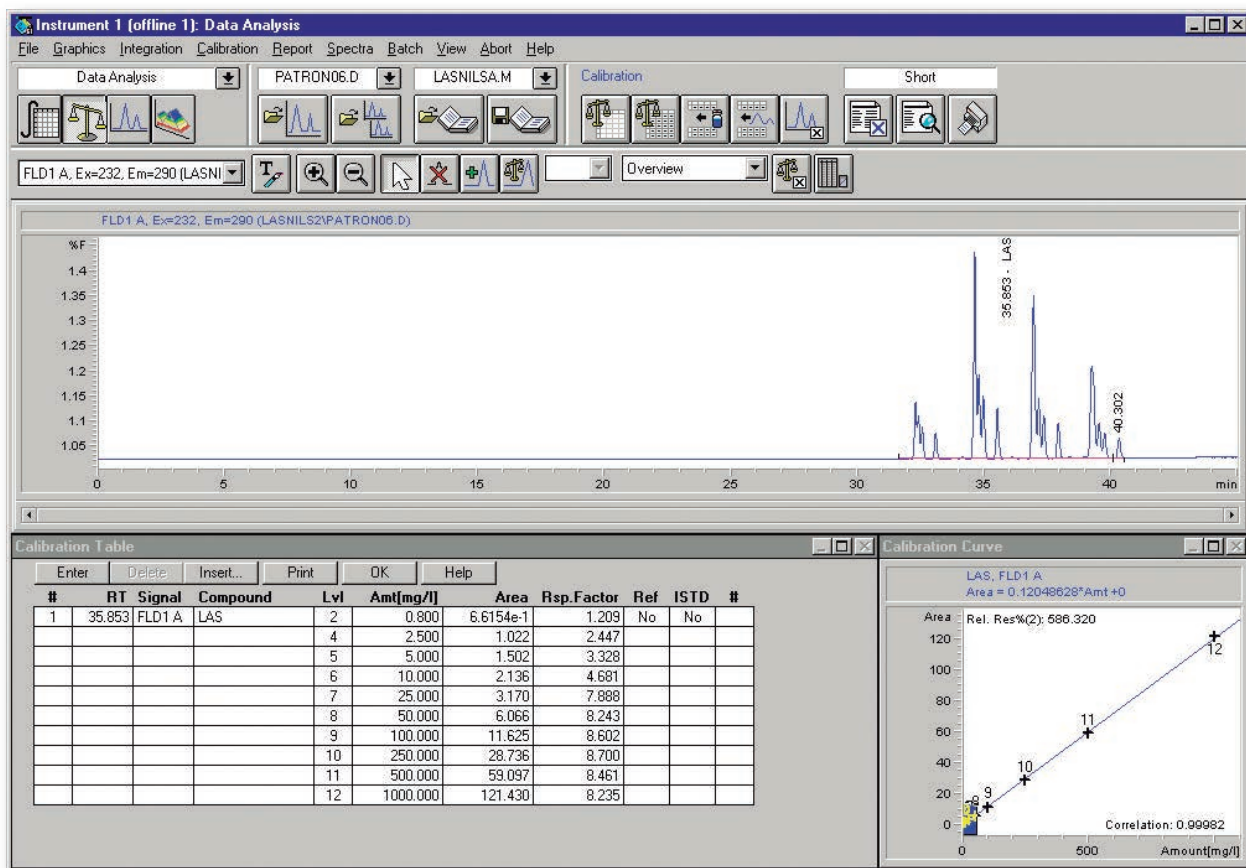 Instrument 1 (offline 1): Data Analysis
File Graphics Integration Calibration Report Spectra Batch View Abort Help
Data Analysis PATRON06.D LASNILSA.M Calibration Short
FLD1 A, Ex=232, Em=290 (LASNI Overview
FLD1 A, Ex=232, Em=290 (LASNILS2\PATRON06.D)
%F
1.4
1.35
1.3
1.25
1.2
1.15
1.1
1.05
35.853 - LAS
40.302
0 5 10 15 20 25 30 35 40 min
Calibration Table
Enter Delete Insert... Print OK Help
# RT Signal Compound Lvl Amt[mg/l] Area Rsp.Factor Ref ISTD #
1 35.853 FLD1 A LAS 2 0.800 6.6154e-1 1.209 No No
4 2.500 1.022 2.447
5 5.000 1.502 3.328
6 10.000 2.136 4.681
7 25.000 3.170 7.888
8 50.000 6.066 8.243
9 100.000 11.625 8.602
10 250.000 28.736 8.700
11 500.000 59.097 8.461
12 1000.000 121.430 8.235
Calibration Curve
LAS, FLD1 A
Area = 0.12048628*Amt +0
Area Rel. Res%(2): 586.320
120
12
100
80
11
60
40
10
20
9
0
Correlation: 0.99982
0 500 Amount[mg/l]